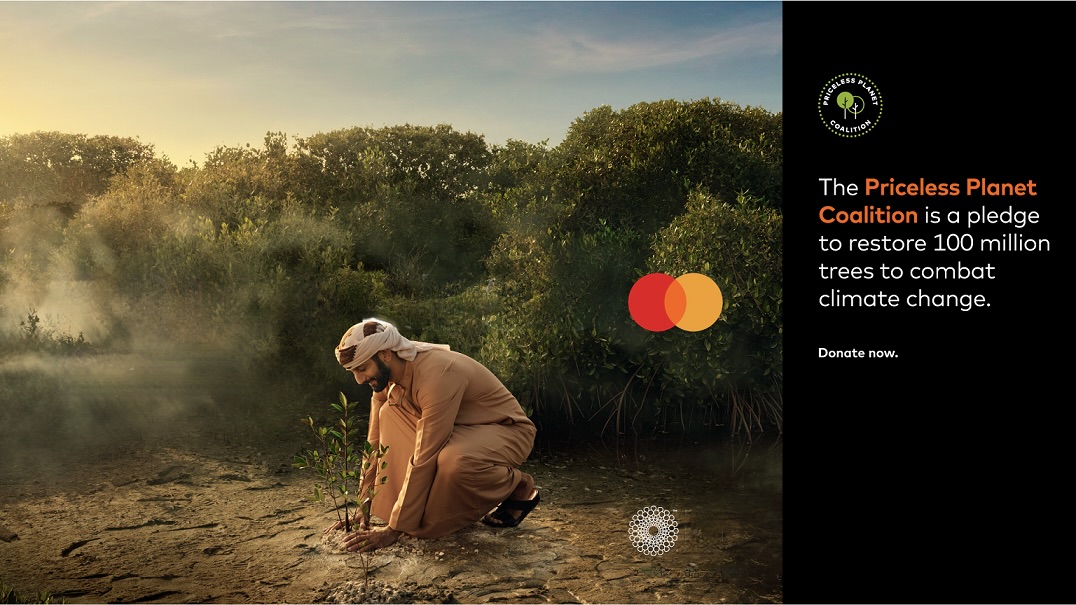 PRICELESS PLANET
COALITION
The Priceless Planet
Coalition is a pledge
to restore 100 million
trees to combat
climate change.
Donate now.